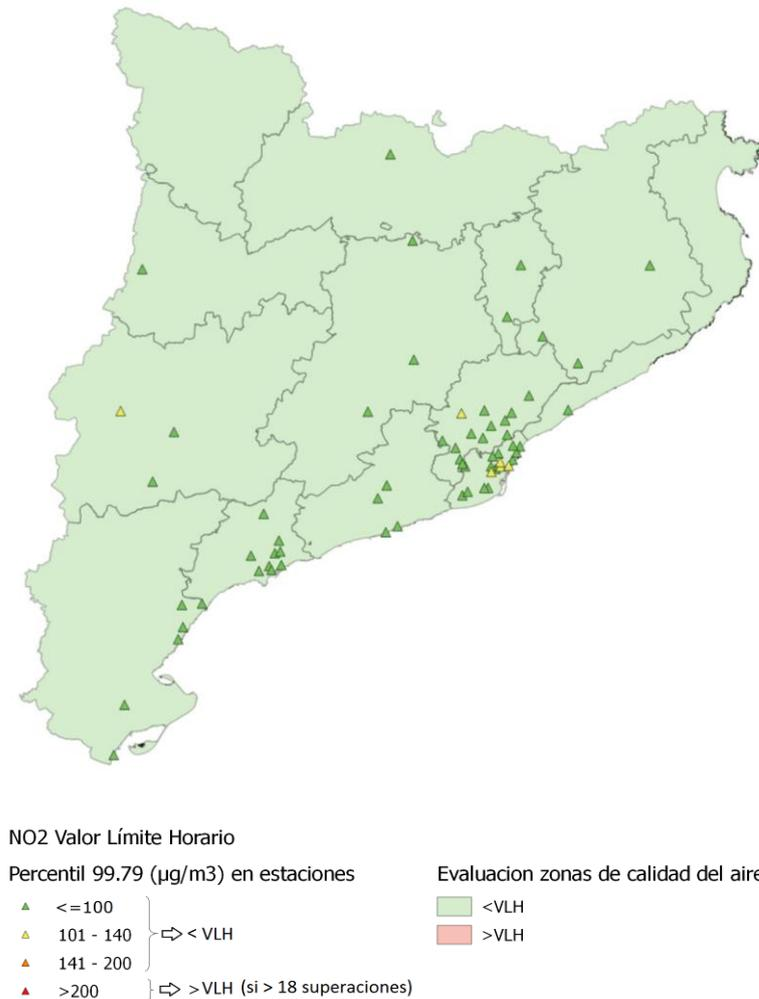 NO2 Valor Límite Horario
Percentil 99.79 (µg/m3) en estaciones
<=100
101 - 140
141 - 200
< VLH
>200
>VLH (si > 18 superaciones)
Evaluacion zonas de calidad del aire
<VLH
>VLH